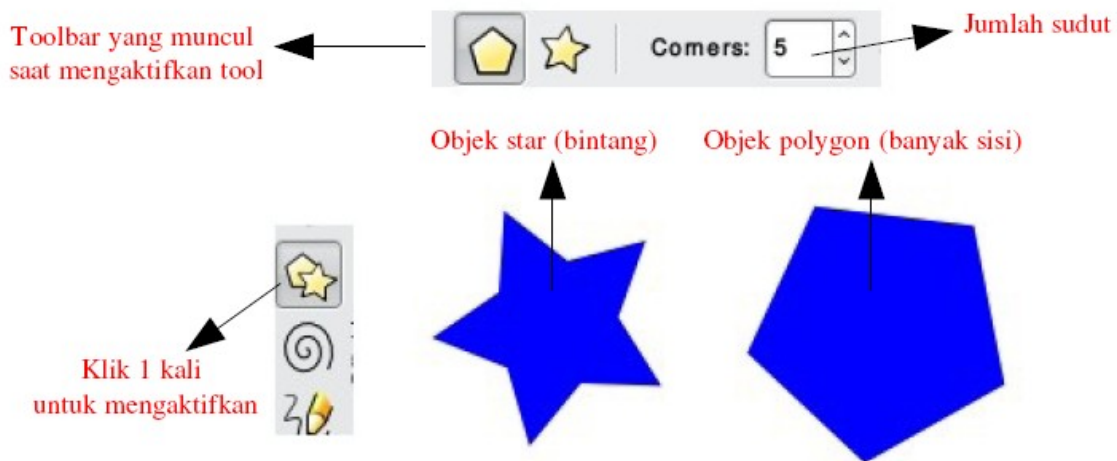 Toolbar yang muncul
saat mengaktifkan tool
Corners: 5
Jumlah sudut
Objek star (bintang)
Objek polygon (banyak sisi)
Klik 1 kali
untuk mengaktifkan